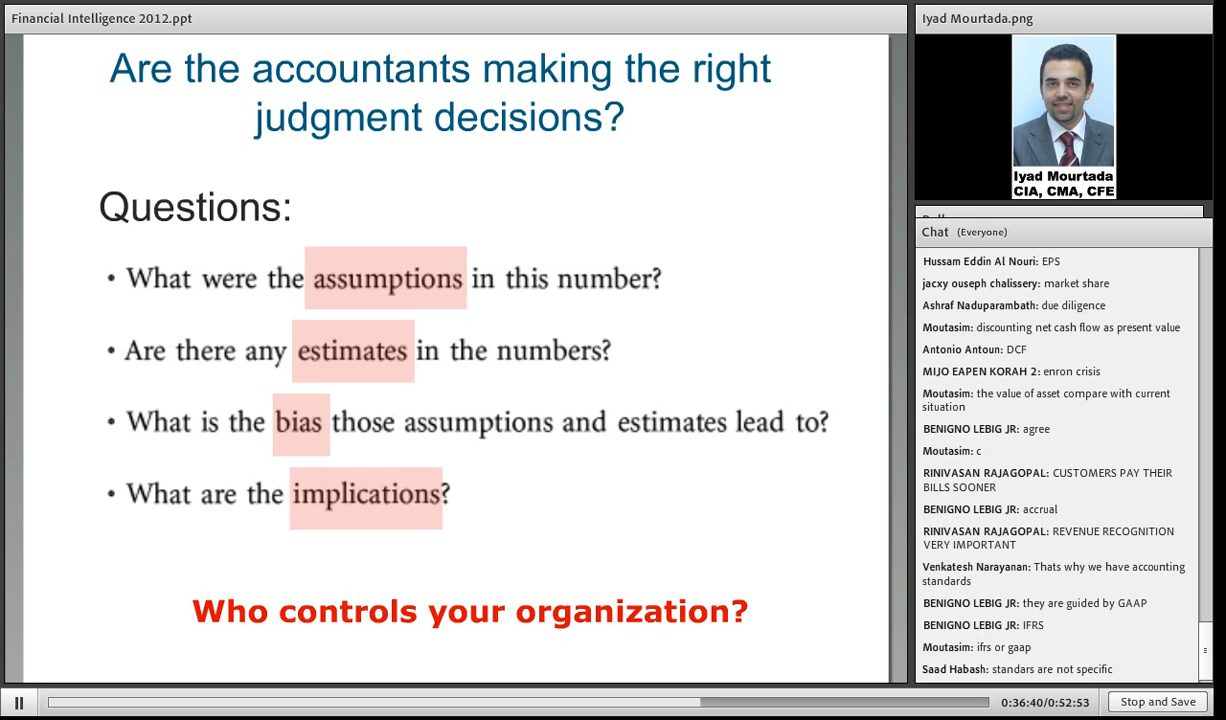 Financial Intelligence 2012.ppt
Are the accountants making the right
judgment decisions?
Questions:
• What were the assumptions in this number?
• Are there any estimates in the numbers?
• What is the bias those assumptions and estimates lead to?
• What are the implications?
Who controls your organization?
Iyad Mourtada.png
Iyad Mourtada
CIA, CMA, CFE
Chat (Everyone)
Hussam Eddin Al Nouri: EPS
jacxy ouseph chalissery: market share
Ashraf Naduparambath: due diligence
Moutasim: discounting net cash flow as present value
Antonio Antoun: DCF
MIJO EAPEN KORAH 2: enron crisis
Moutasim: the value of asset compare with current
situation
BENIGNO LEBIG JR: agree
Moutasim: c
RINIVASAN RAJAGOPAL: CUSTOMERS PAY THEIR
BILLS SOONER
BENIGNO LEBIG JR: accrual
RINIVASAN RAJAGOPAL: REVENUE RECOGNITION
VERY IMPORTANT
Venkatesh Narayanan: Thats why we have accounting
standards
BENIGNO LEBIG JR: they are guided by GAAP
BENIGNO LEBIG JR: IFRS
Moutasim: ifrs or gaap
Saad Habash: standars are not specific
0:36:40/0:52:53
Stop and Save